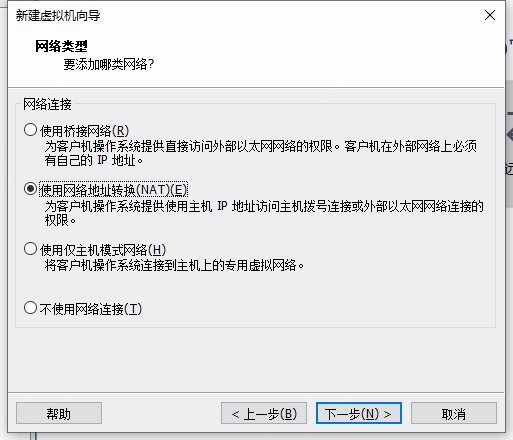 新建虚拟机向导
网络类型
要添加哪类网络?
网络连接
使用桥接网络(R)
为客户机操作系统提供直接访问外部以太网网络的权限。客户机在外部网络上必须
有自己的 IP 地址。
使用网络地址转换(NAT)(E)
为客户机操作系统提供使用主机 IP 地址访问主机拨号连接或外部以太网网络连接的
权限。
使用仅主机模式网络(H)
将客户机操作系统连接到主机上的专用虚拟网络。
不使用网络连接(T)
帮助
< 上一步(B)
下一步(N) >
取消